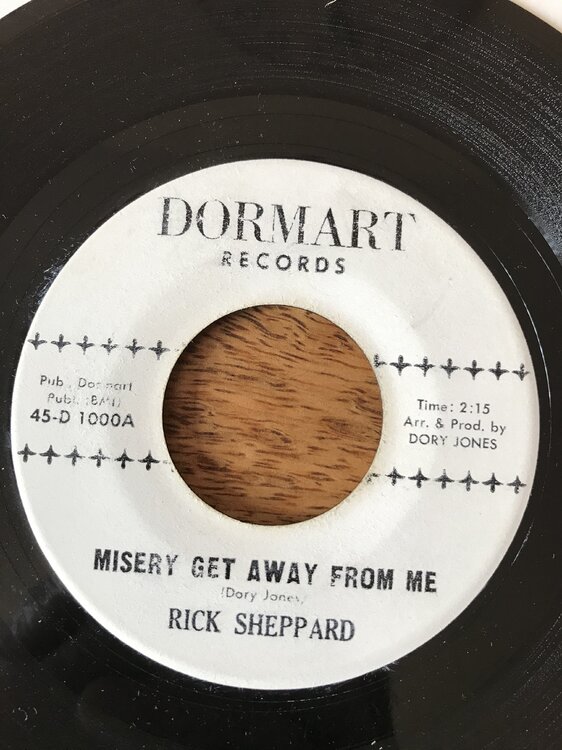 DORMART
RECORDS
Pub. Dormart
Publ. (BMI)
45-D 1000A
Time: 2:15
Arr. & Prod. by
DORY JONES
MISERY GET AWAY FROM ME
(Dory Jones)
RICK SHEPPARD